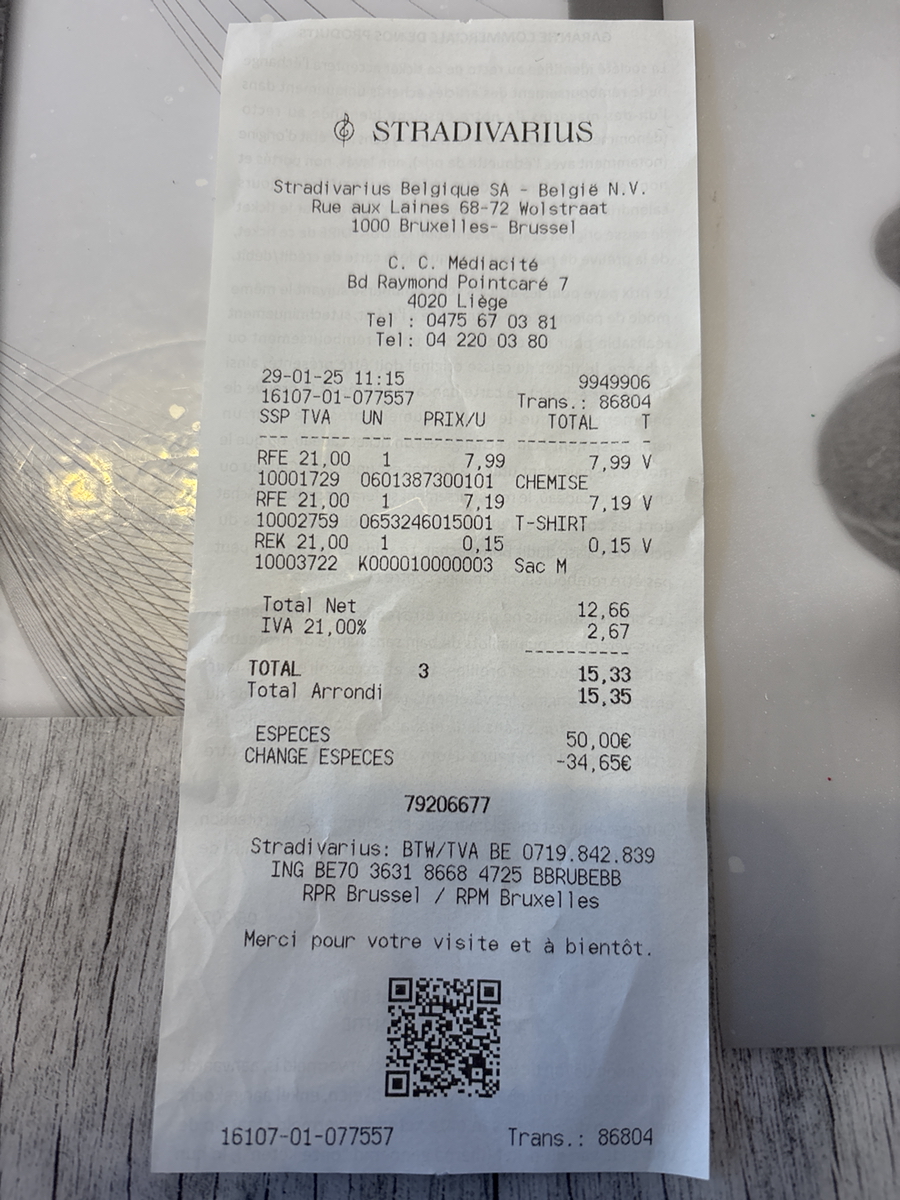 STRADIVARIUS
Stradivarius Belgique SA - België N.V.
Rue aux Laines 68-72 Wolstraat
1000 Bruxelles- Brussel
C. C. Médiacité
Bd Raymond Pointcaré 7
4020 Liège
Tel : 0475 67 03 81
Tel: 04 220 03 80
29-01-25 11:15 9949906
16107-01-077557 Trans.: 86804
SSP TVA UN PRIX/U TOTAL T
--- ----- ---- ---------- ----------- -
RFE 21,00 1 7,99 7,99 V
10001729 0601387300101 CHEMISE
RFE 21,00 1 7,19 7,19 V
10002759 0653246015001 T-SHIRT
REK 21,00 1 0,15 0,15 V
10003722 K000010000003 Sac M
Total Net 12,66
IVA 21,00% 2,67
----------
TOTAL 3 15,33
Total Arrondi 15,35
ESPECES 50,00€
CHANGE ESPECES -34,65€
79206677
Stradivarius: BTW/TVA BE 0719.842.839
ING BE70 3631 8668 4725 BBRUBEBB
RPR Brussel / RPM Bruxelles
Merci pour votre visite et à bientôt.
16107-01-077557 Trans.: 86804